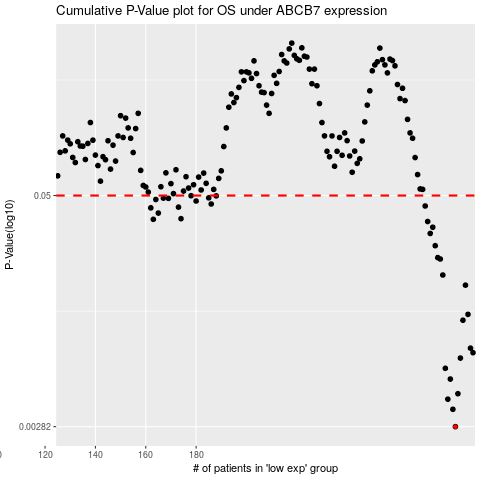 Cumulative P-Value plot for OS under ABCB7 expression
P-Value(log10)
0.05
0.00282
0 120 140 160 180
# of patients in 'low exp' group